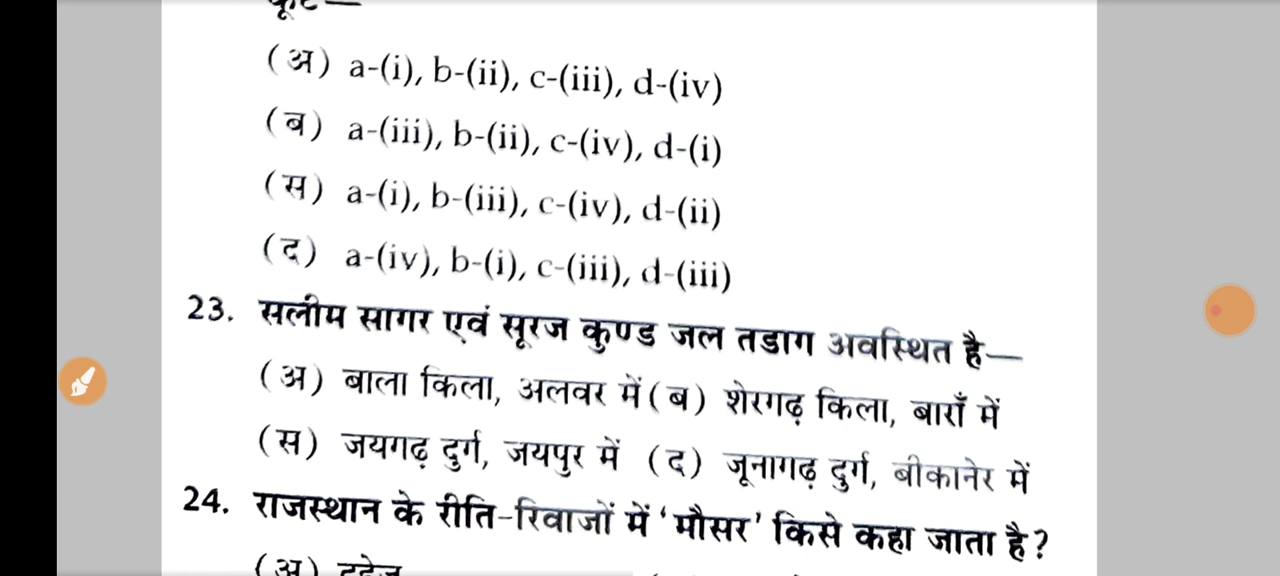 कूट—
(अ) a-(i), b-(ii), c-(iii), d-(iv)
(ब) a-(iii), b-(ii), c-(iv), d-(i)
(स) a-(i), b-(iii), c-(iv), d-(ii)
(द) a-(iv), b-(i), c-(iii), d-(iii)
23. सलीम सागर एवं सूरज कुण्ड जल तडाग अवस्थित है—
(अ) बाला किला, अलवर में (ब) शेरगढ़ किला, बाराँ में
(स) जयगढ़ दुर्ग, जयपुर में (द) जूनागढ़ दुर्ग, बीकानेर में
24. राजस्थान के रीति-रिवाजों में 'मौसर' किसे कहा जाता है?
(अ) दहेज